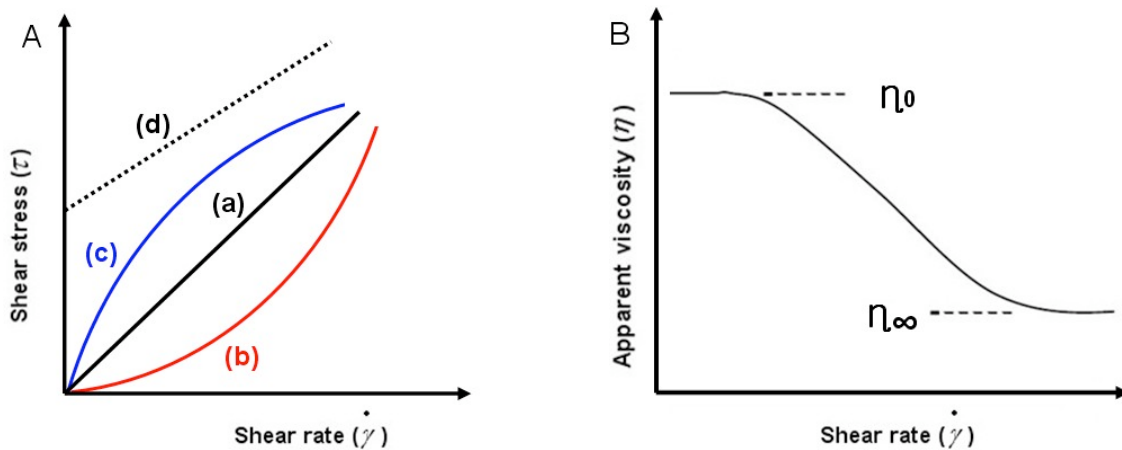 A
Shear stress (τ)
(d)
(a)
(c)
(b)
Shear rate (γ̇)
B
Apparent viscosity (η)
η₀
η∞
Shear rate (γ̇)